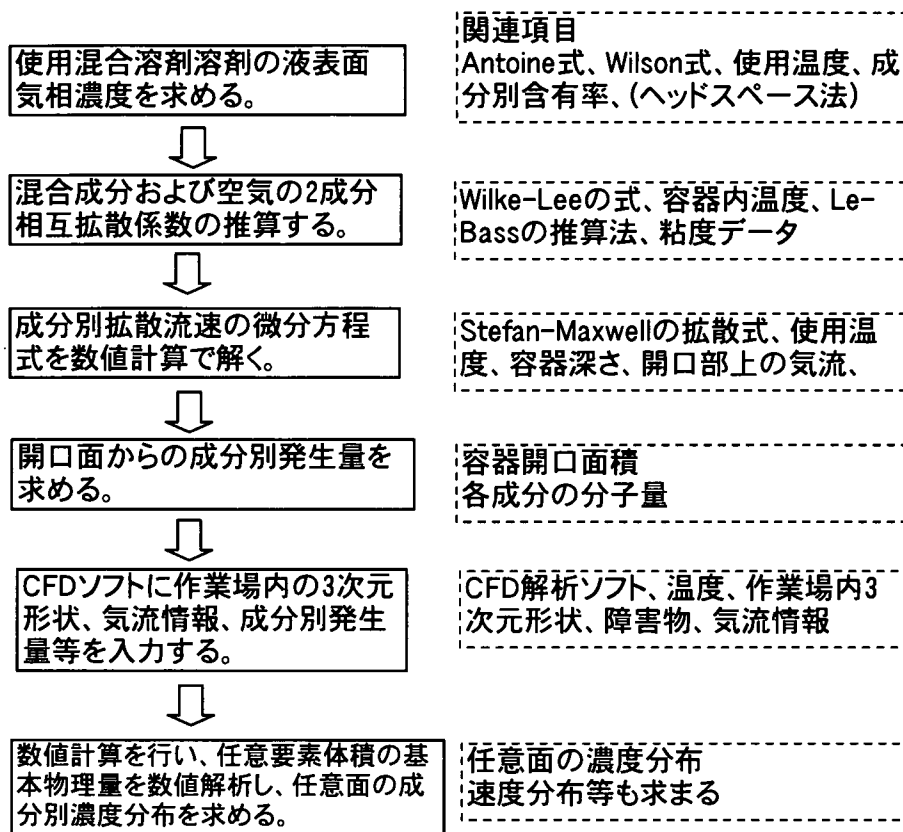 使用混合溶剤溶剤の液表面
気相濃度を求める。
関連項目
Antoine式、Wilson式、使用温度、成
分別含有率、(ヘッドスペース法)
混合成分および空気の2成分
相互拡散係数の推算する。
Wilke-Leeの式、容器内温度、Le-
Bassの推算法、粘度データ
成分別拡散流速の微分方程
式を数値計算で解く。
Stefan-Maxwellの拡散式、使用温
度、容器深さ、開口部上の気流、
開口面からの成分別発生量を
求める。
容器開口面積
各成分の分子量
CFDソフトに作業場内の3次元
形状、気流情報、成分別発生
量等を入力する。
CFD解析ソフト、温度、作業場内3
次元形状、障害物、気流情報
数値計算を行い、任意要素体積の基
本物理量を数値解析し、任意面の成
分別濃度分布を求める。
任意面の濃度分布
速度分布等も求まる